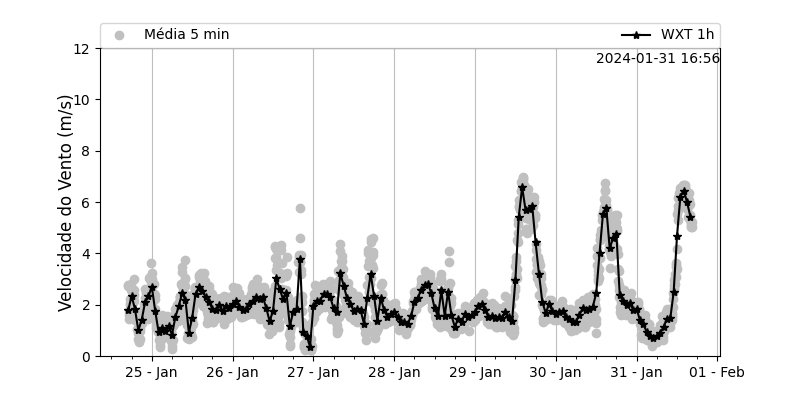 Média 5 min
WXT 1h
2024-01-31 16:56
Velocidade do Vento (m/s)
12
10
8
6
4
2
0
25 - Jan
26 - Jan
27 - Jan
28 - Jan
29 - Jan
30 - Jan
31 - Jan
01 - Feb